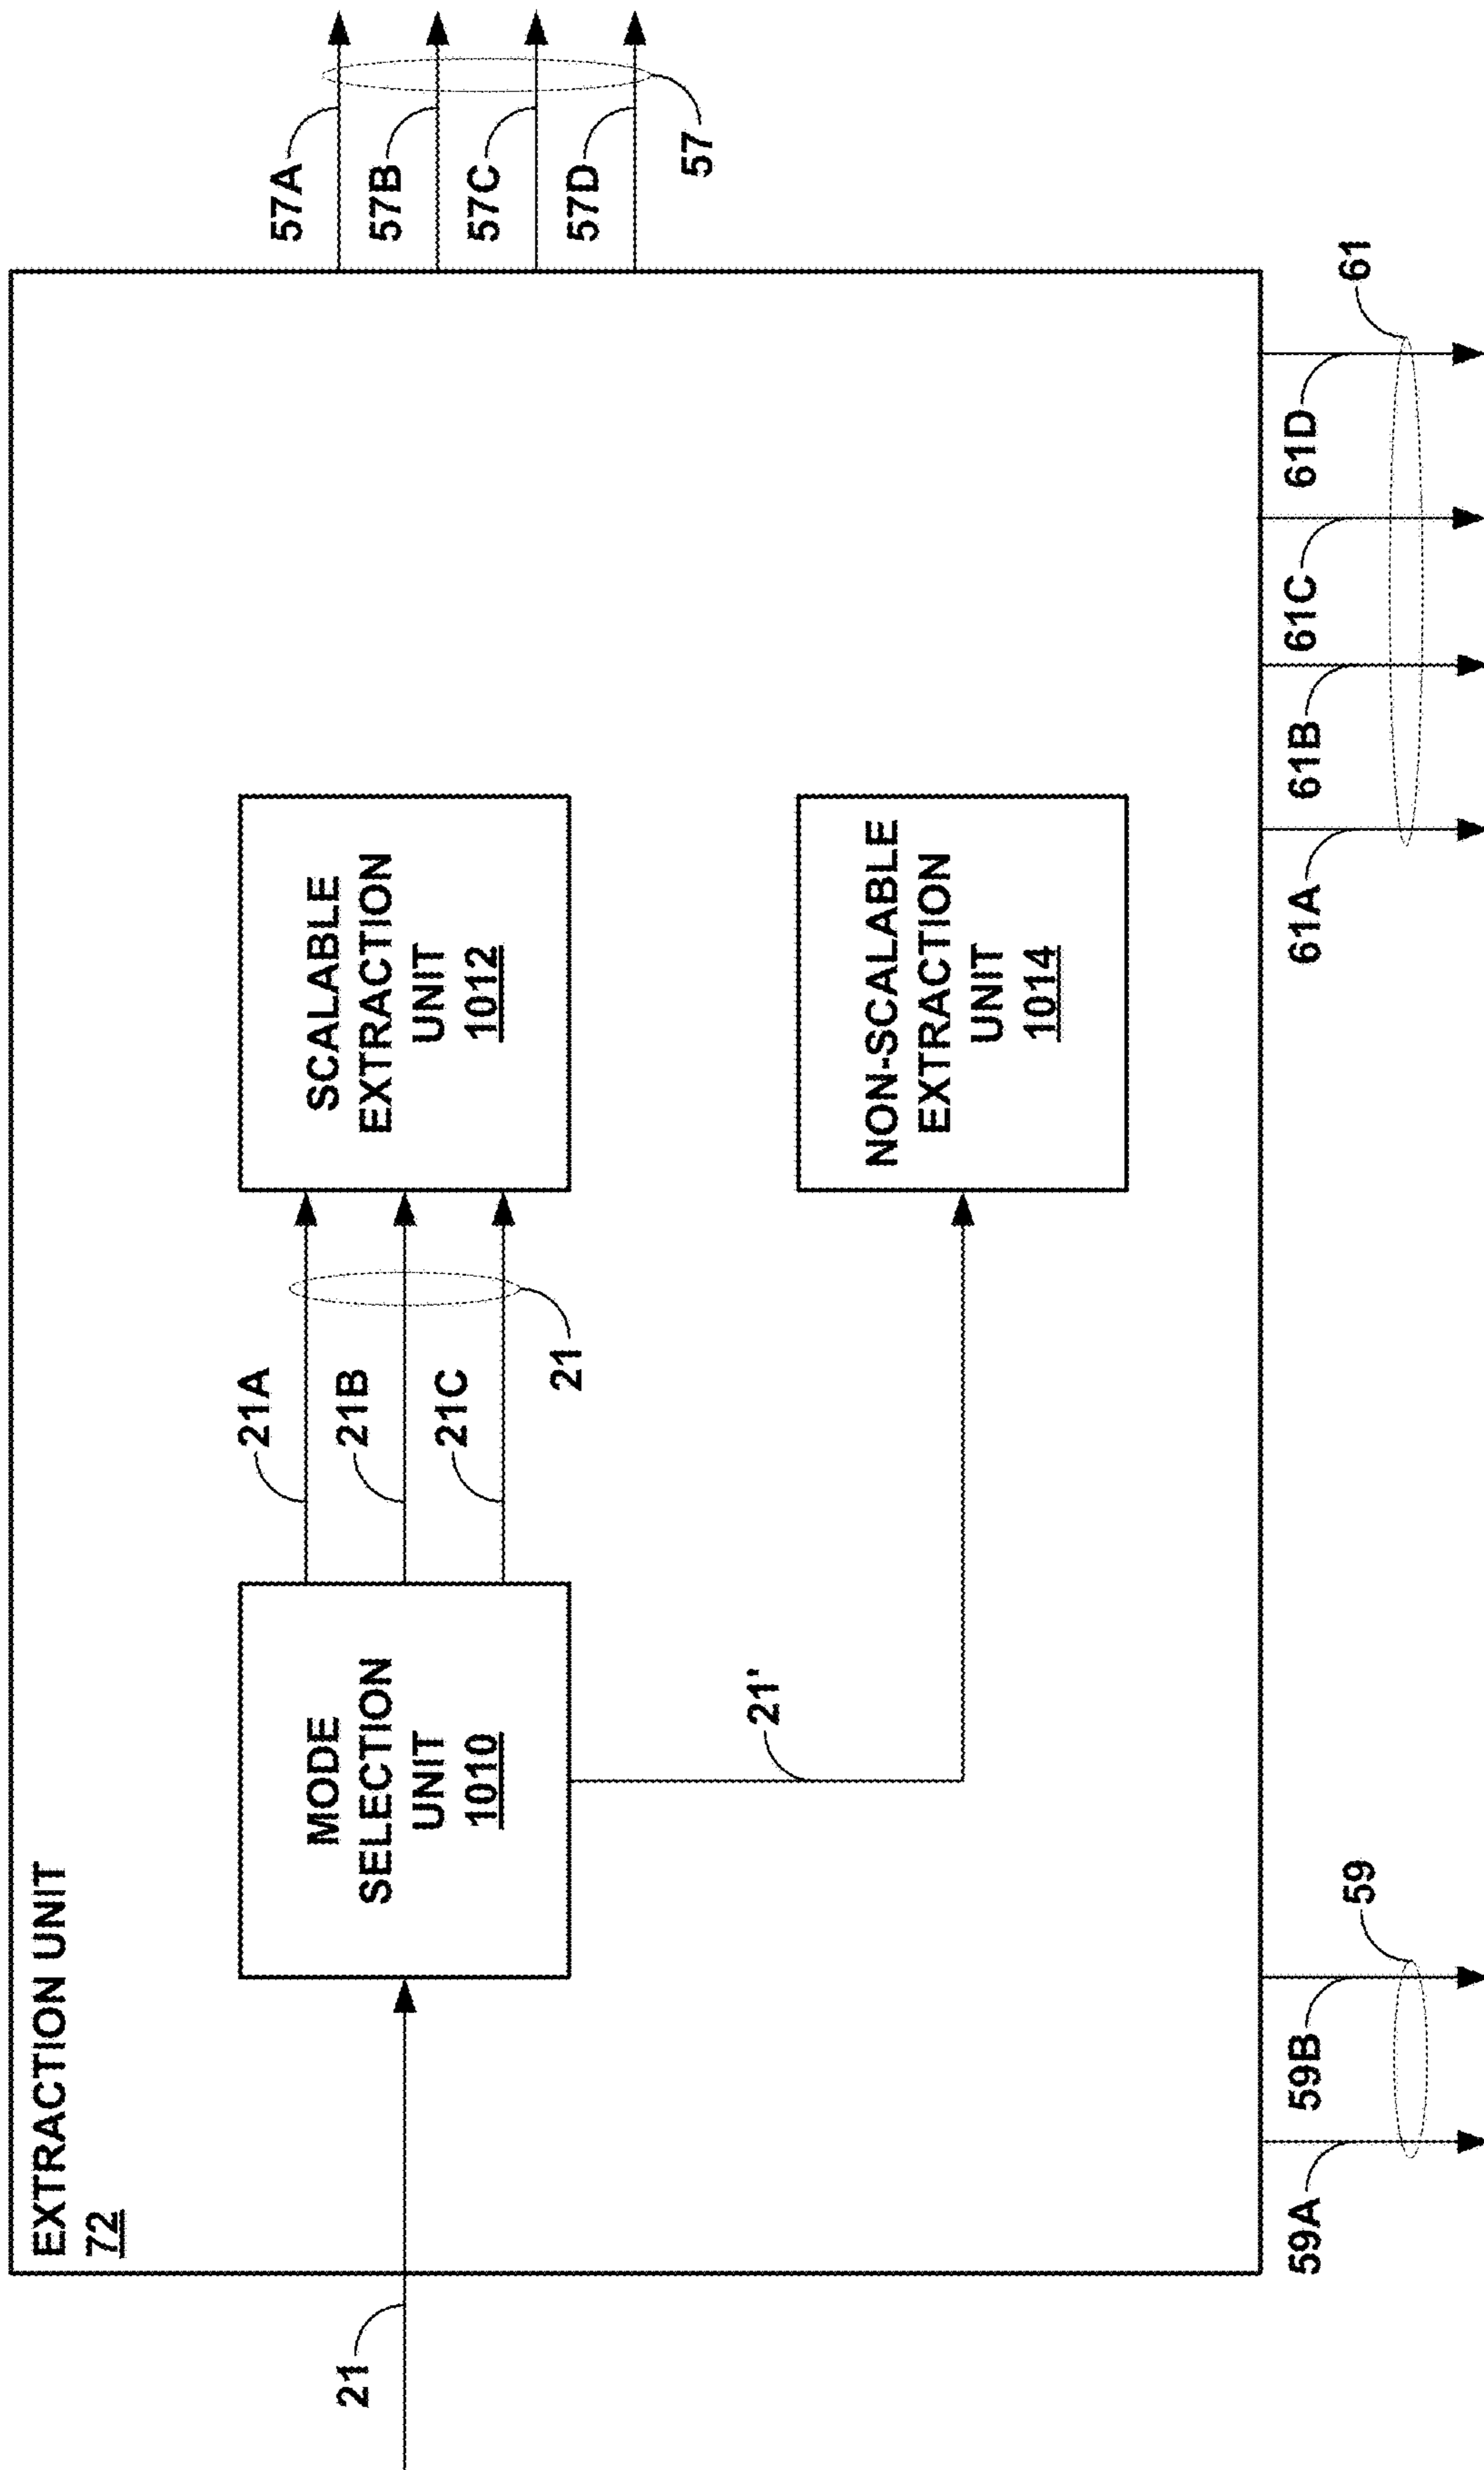 EXTRACTION UNIT
72
21
MODE
SELECTION
UNIT
1010
21A
21B
21C
21
SCALABLE
EXTRACTION
UNIT
1012
21'
NON-SCALABLE
EXTRACTION
UNIT
1014
57A
57B
57C
57D
57
59A
59B
59
61A
61B
61C
61D
61